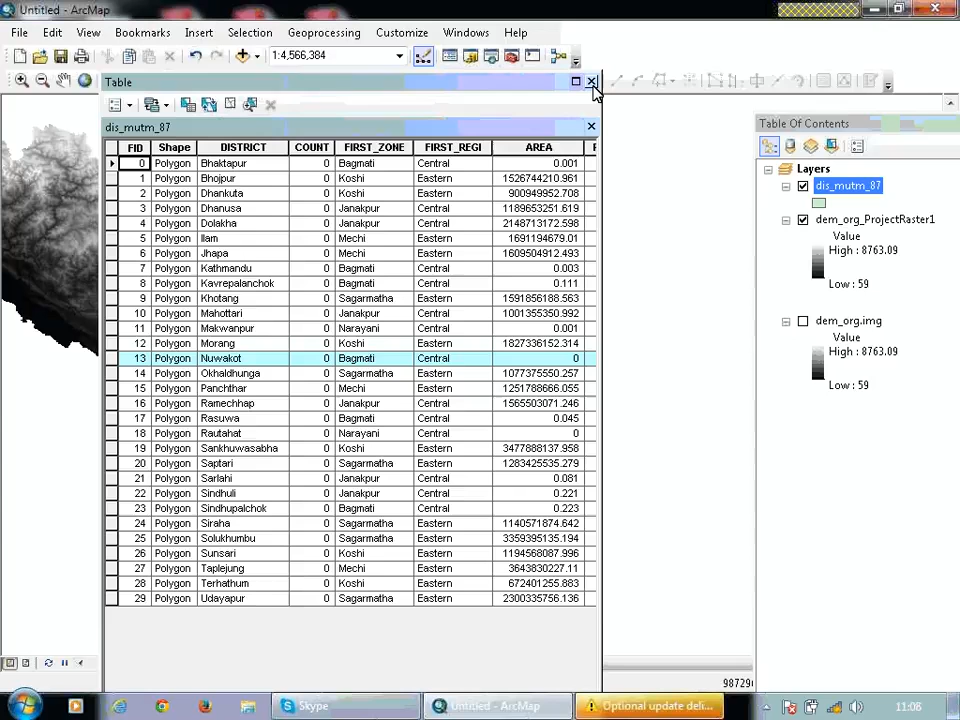 Untitled - ArcMap
File Edit View Bookmarks Insert Selection Geoprocessing Customize Windows Help
1:4,566,384
Table
dis_mutm_87
FID Shape DISTRICT COUNT FIRST_ZONE FIRST_REGI AREA
0 Polygon Bhaktapur 0 Bagmati Central 0.001
1 Polygon Bhojpur 0 Koshi Eastern 1526744210.961
2 Polygon Dhankuta 0 Koshi Eastern 900949952.708
3 Polygon Dhanusa 0 Janakpur Central 1189653251.619
4 Polygon Dolakha 0 Janakpur Central 2148713172.598
5 Polygon Ilam 0 Mechi Eastern 1691194679.01
6 Polygon Jhapa 0 Mechi Eastern 1609504912.493
7 Polygon Kathmandu 0 Bagmati Central 0.003
8 Polygon Kavrepalanchok 0 Bagmati Central 0.111
9 Polygon Khotang 0 Sagarmatha Eastern 1591856188.563
10 Polygon Mahottari 0 Janakpur Central 1001355350.992
11 Polygon Makwanpur 0 Narayani Central 0.001
12 Polygon Morang 0 Koshi Eastern 1827336152.314
13 Polygon Nuwakot 0 Bagmati Central 0
14 Polygon Okhaldhunga 0 Sagarmatha Eastern 1077375550.257
15 Polygon Panchthar 0 Mechi Eastern 1251788666.055
16 Polygon Ramechhap 0 Janakpur Central 1565503071.246
17 Polygon Rasuwa 0 Bagmati Central 0.045
18 Polygon Rautahat 0 Narayani Central 0
19 Polygon Sankhuwasabha 0 Koshi Eastern 3477888137.958
20 Polygon Saptari 0 Sagarmatha Eastern 1283425535.279
21 Polygon Sarlahi 0 Janakpur Central 0.081
22 Polygon Sindhuli 0 Janakpur Central 0.221
23 Polygon Sindhupalchok 0 Bagmati Central 0.223
24 Polygon Siraha 0 Sagarmatha Eastern 1140571874.642
25 Polygon Solukhumbu 0 Sagarmatha Eastern 3359395135.194
26 Polygon Sunsari 0 Koshi Eastern 1194568087.996
27 Polygon Taplejung 0 Mechi Eastern 3643830227.11
28 Polygon Terhathum 0 Koshi Eastern 672401255.883
29 Polygon Udayapur 0 Sagarmatha Eastern 2300335756.136
Table Of Contents
Layers
dis_mutm_87
dem_org_ProjectRaster1
Value
High : 8763.09
Low : 59
dem_org.img
Value
High : 8763.09
Low : 59
98729
Skype
Untitled - ArcMap
Optional update deli...
11:08